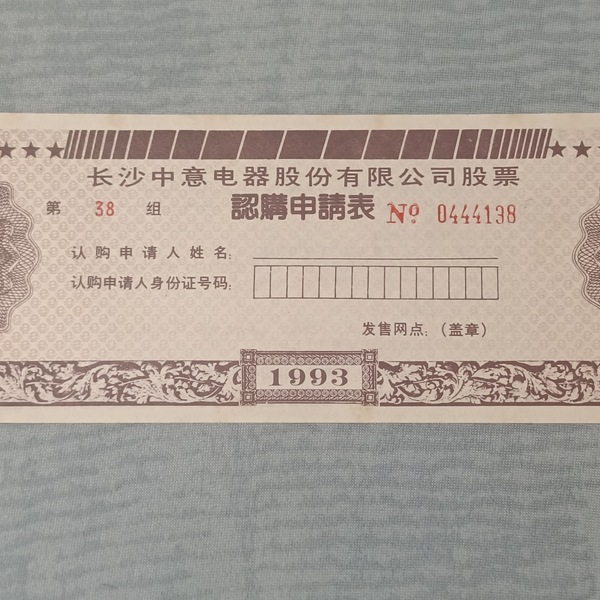 长沙中意电器股份有限公司股票
第 38 组 認購申請表 № 0444198
认购申请人姓名:
认购申请人身份证号码:
发售网点:(盖章)
1993